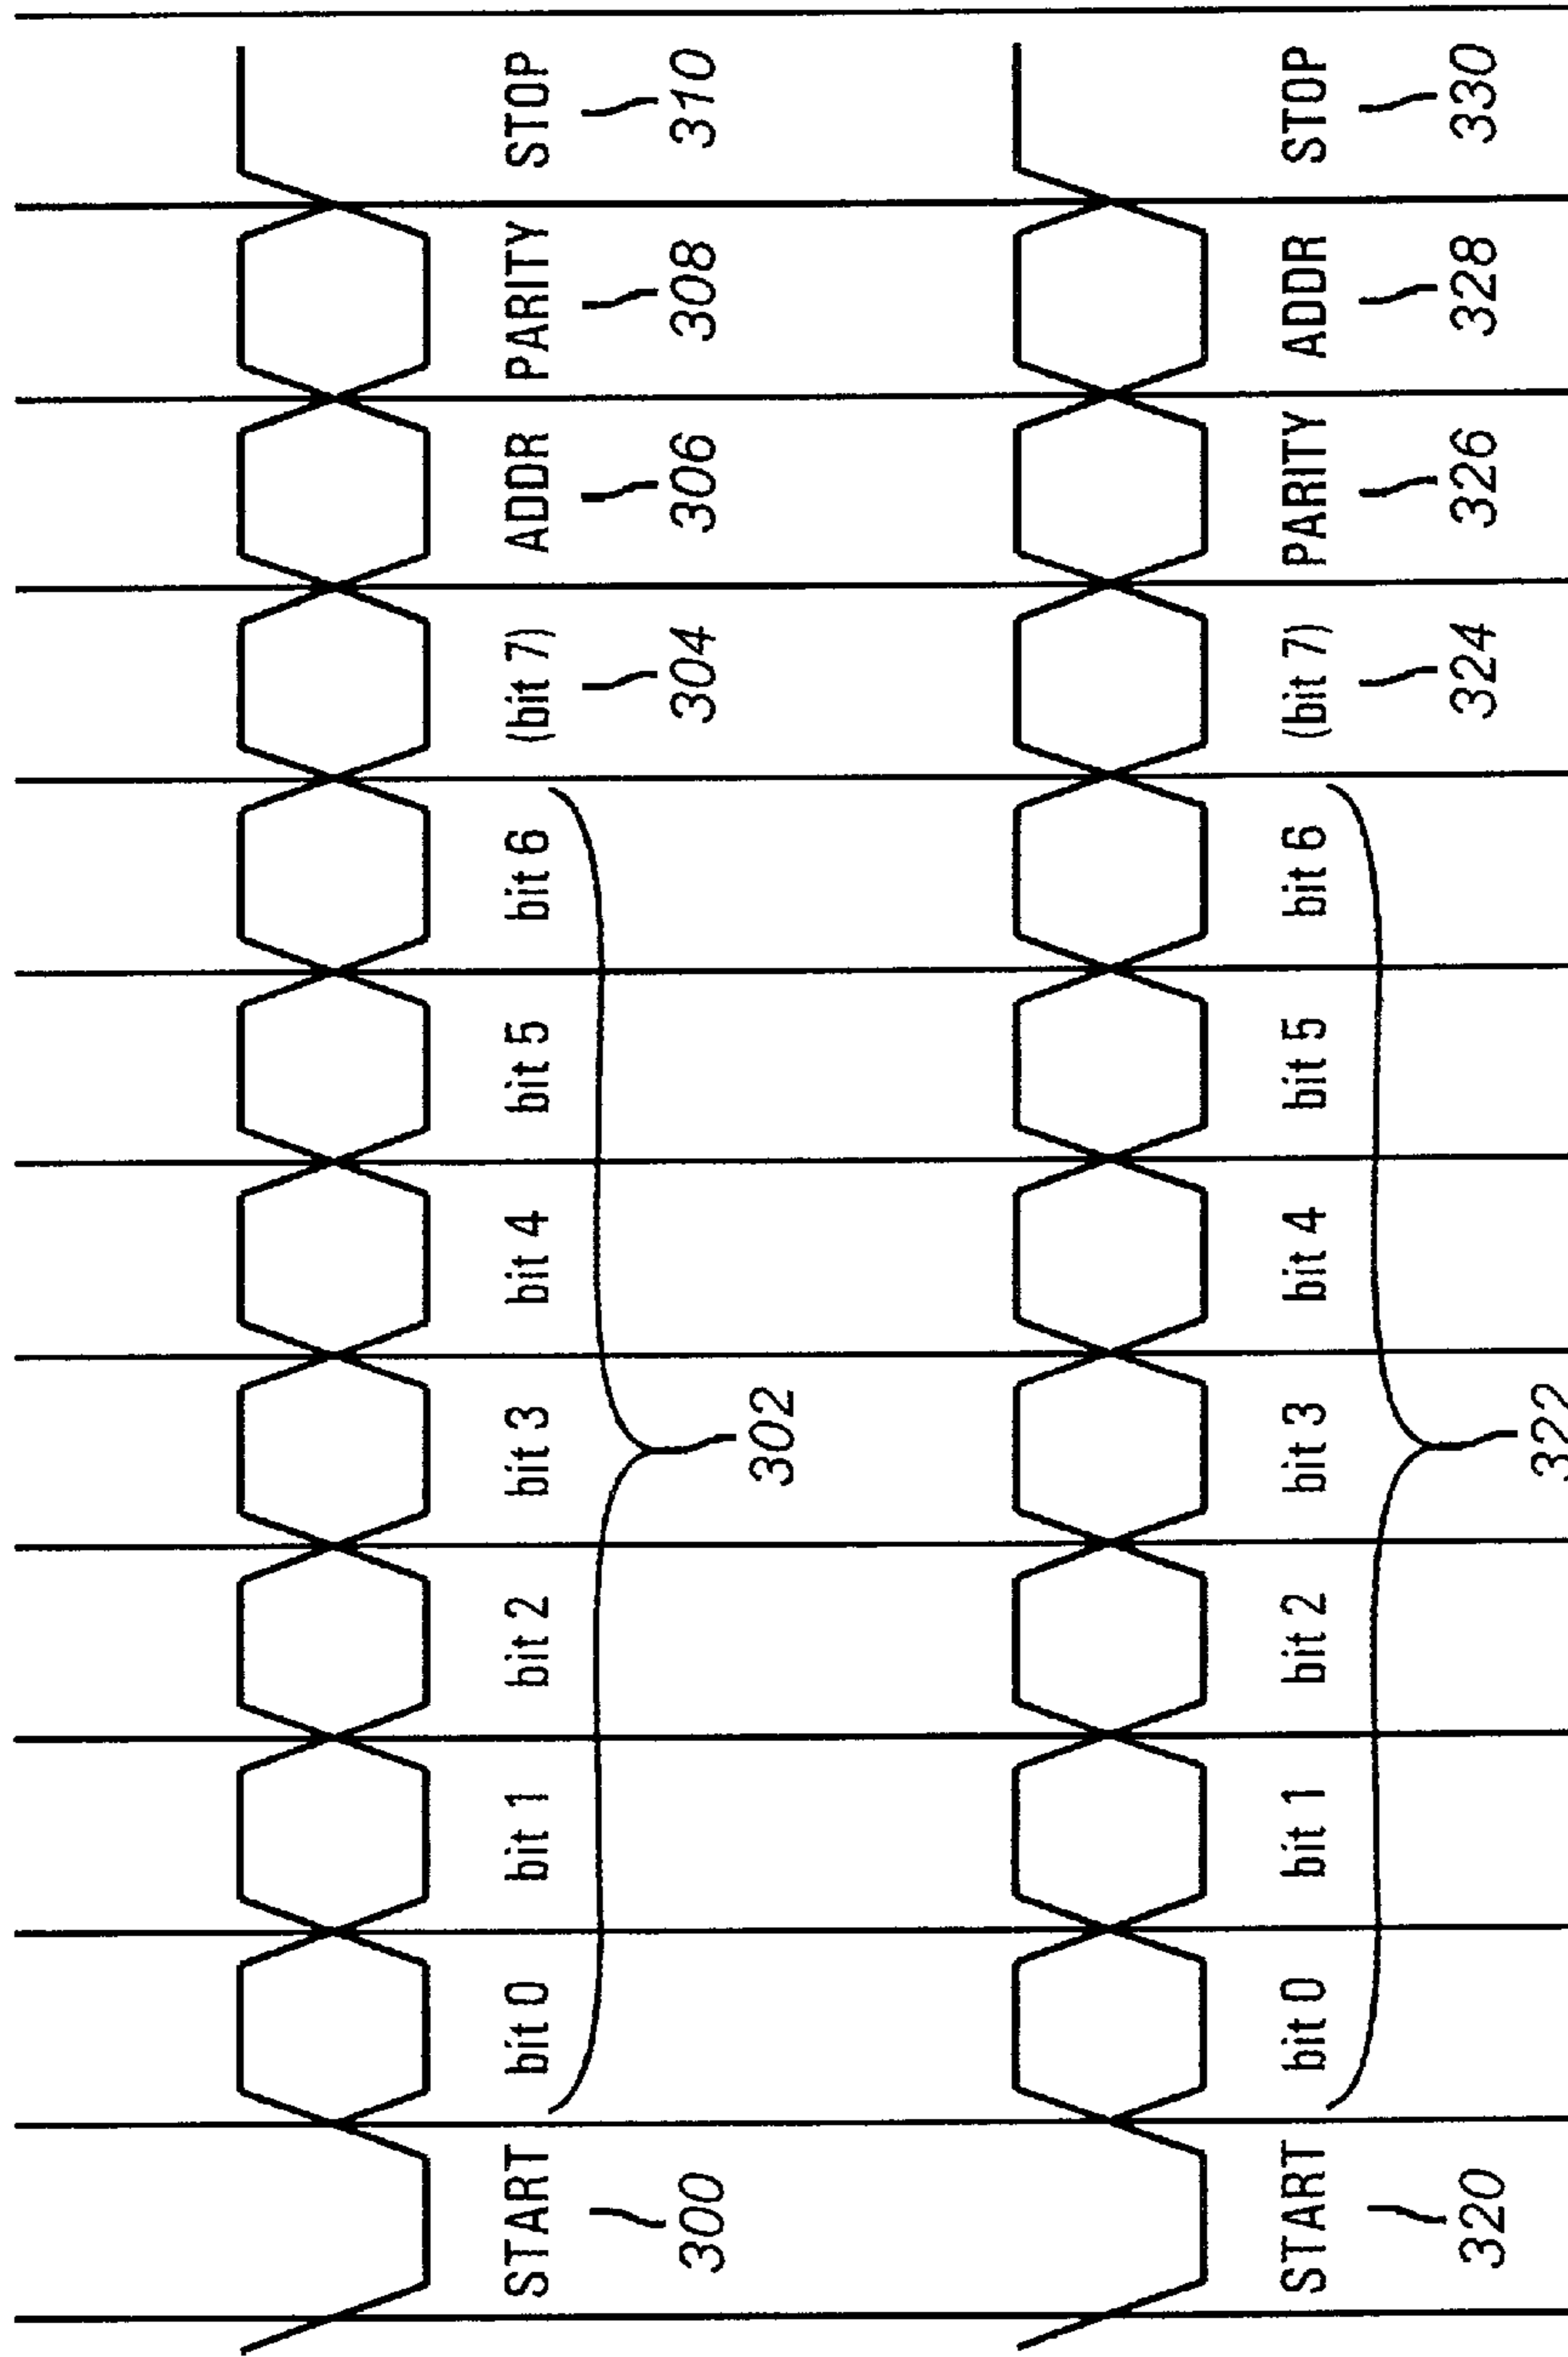 START bit 0 bit 1 bit 2 bit 3 bit 4 bit 5 bit 6 (bit 7) ADDR PARITY STOP
300 304 306 308 310
302
START bit 0 bit 1 bit 2 bit 3 bit 4 bit 5 bit 6 (bit 7) PARITY ADDR STOP
320 324 326 328 330
322